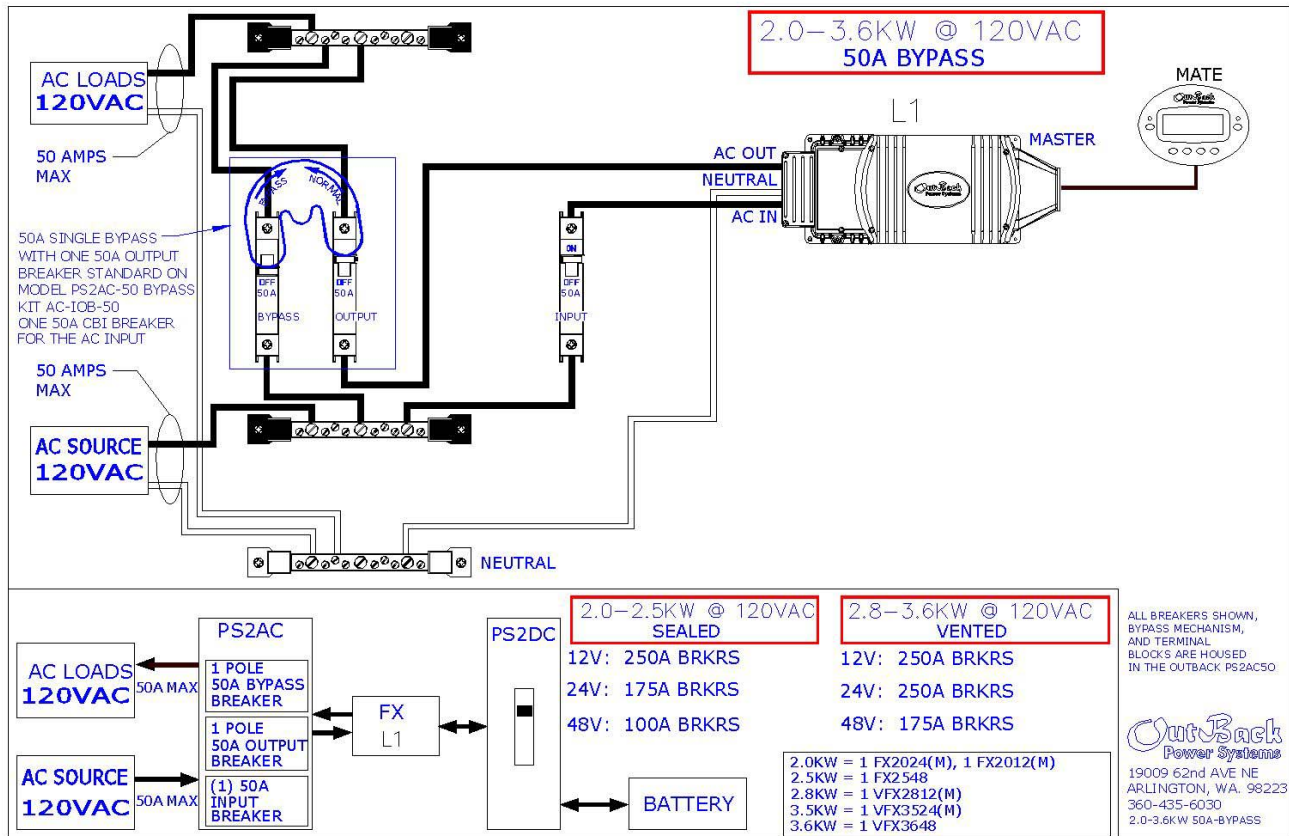 2.0-3.6KW @ 120VAC
50A BYPASS
AC LOADS
120VAC
50 AMPS
MAX
BYPASS
NORMAL
50A SINGLE BYPASS
WITH ONE 50A OUTPUT
BREAKER STANDARD ON
MODEL PS2AC-50 BYPASS
KIT AC-IOB-50
ONE 50A CBI BREAKER
FOR THE AC INPUT
OFF
50A
BYPASS
OFF
50A
OUTPUT
ON
OFF
50A
INPUT
AC OUT
NEUTRAL
AC IN
L1
MASTER
OutBack
Power Systems
MATE
OutBack
Power Systems
50 AMPS
MAX
AC SOURCE
120VAC
NEUTRAL
AC LOADS
120VAC
50A MAX
AC SOURCE
120VAC
50A MAX
PS2AC
1 POLE
50A BYPASS
BREAKER
1 POLE
50A OUTPUT
BREAKER
(1) 50A
INPUT
BREAKER
FX
L1
PS2DC
BATTERY
2.0-2.5KW @ 120VAC
SEALED
12V: 250A BRKRS
24V: 175A BRKRS
48V: 100A BRKRS
2.8-3.6KW @ 120VAC
VENTED
12V: 250A BRKRS
24V: 250A BRKRS
48V: 175A BRKRS
2.0KW = 1 FX2024(M), 1 FX2012(M)
2.5KW = 1 FX2548
2.8KW = 1 VFX2812(M)
3.5KW = 1 VFX3524(M)
3.6KW = 1 VFX3648
ALL BREAKERS SHOWN,
BYPASS MECHANISM,
AND TERMINAL
BLOCKS ARE HOUSED
IN THE OUTBACK PS2AC50
OutBack
Power Systems
19009 62nd AVE NE
ARLINGTON, WA. 98223
360-435-6030
2.0-3.6KW 50A-BYPASS